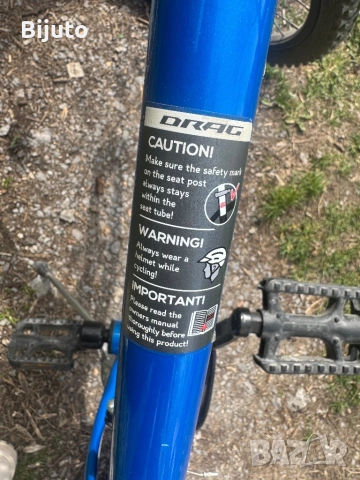 Bijuto
DRAG
CAUTION!
Make sure the safety mark
on the seat post
always stays
within the
seat tube!
WARNING!
Always wear a
helmet while
cycling!
IMPORTANT!
Please read the
owners manual
thoroughly before
using this product!
BAZAR